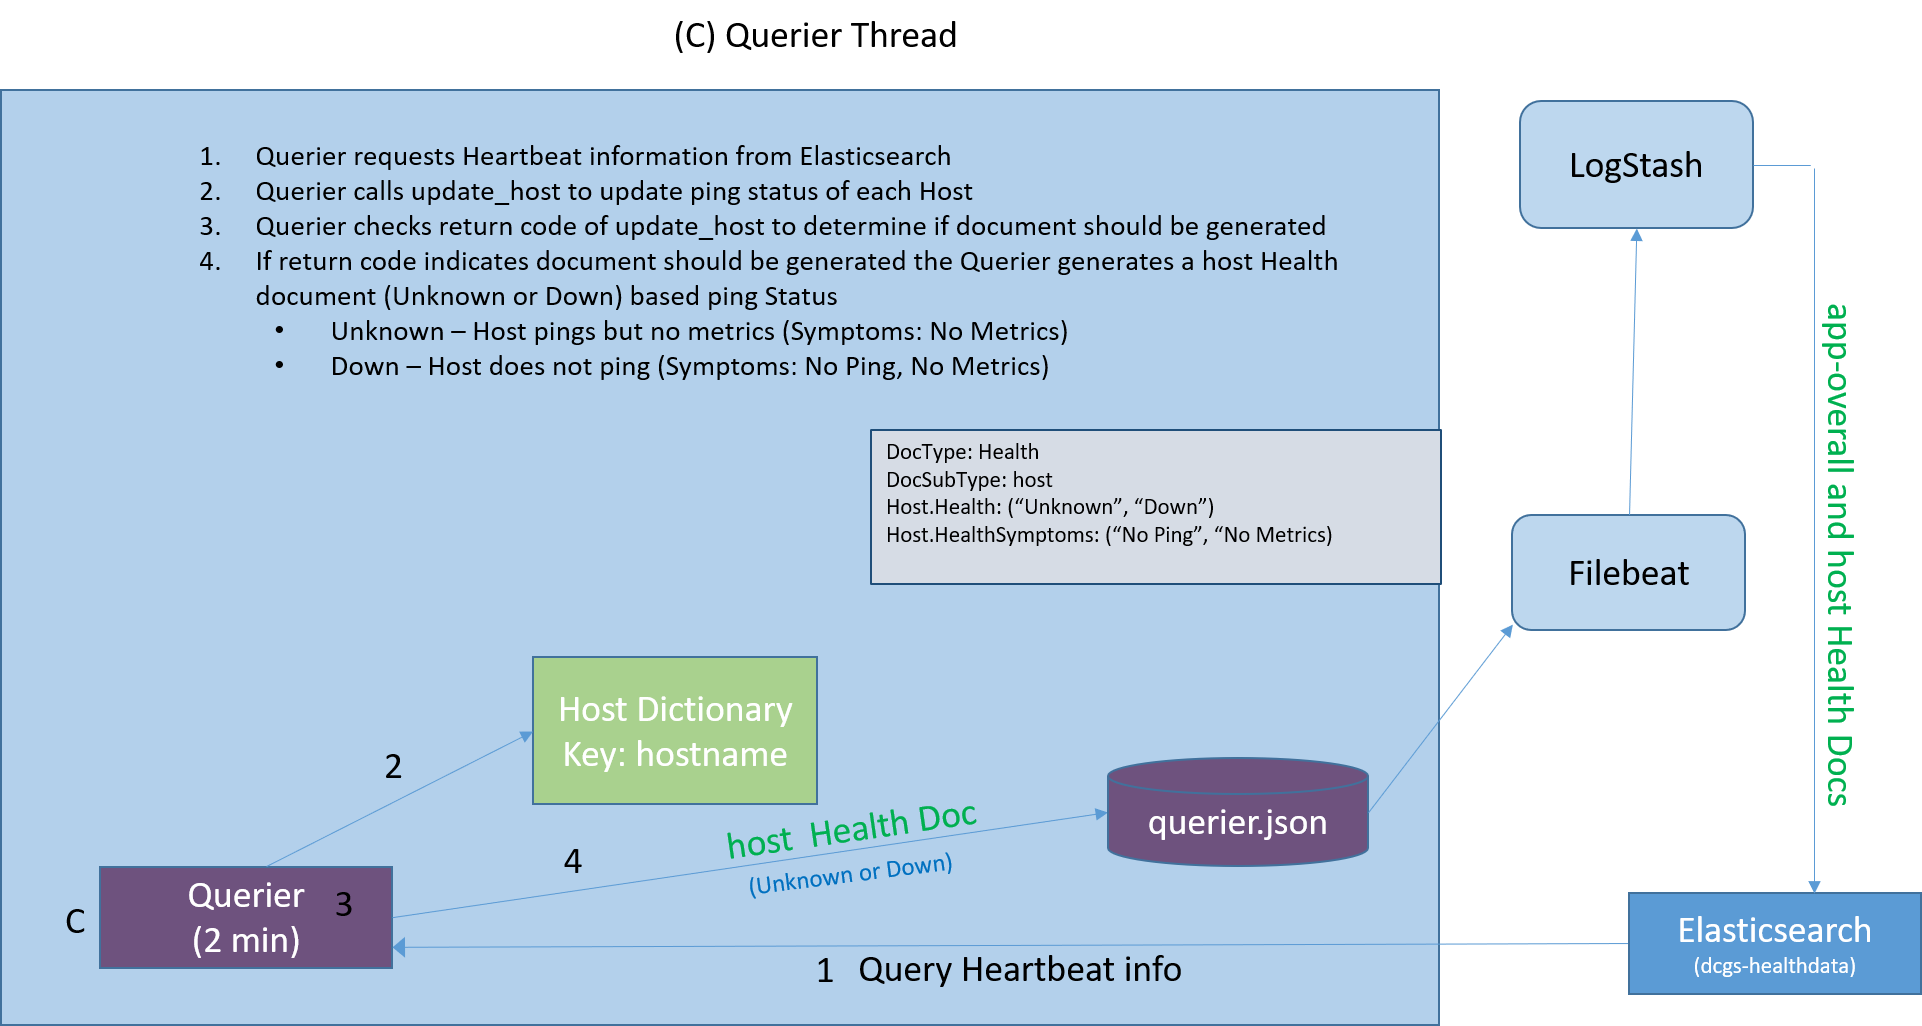 (C) Querier Thread
1. Querier requests Heartbeat information from Elasticsearch
2. Querier calls update_host to update ping status of each Host
3. Querier checks return code of update_host to determine if document should be generated
4. If return code indicates document should be generated the Querier generates a host Health
document (Unknown or Down) based ping Status
• Unknown – Host pings but no metrics (Symptoms: No Metrics)
• Down – Host does not ping (Symptoms: No Ping, No Metrics)
DocType: Health
DocSubType: host
Host.Health: (“Unknown”, “Down”)
Host.HealthSymptoms: (“No Ping”, “No Metrics)
LogStash
Filebeat
app-overall and host Health Docs
Host Dictionary
Key: hostname
2
querier.json
host  Health Doc
(Unknown or Down)
4
C
Querier
(2 min)
3
1 Query Heartbeat info
Elasticsearch
(dcgs-healthdata)